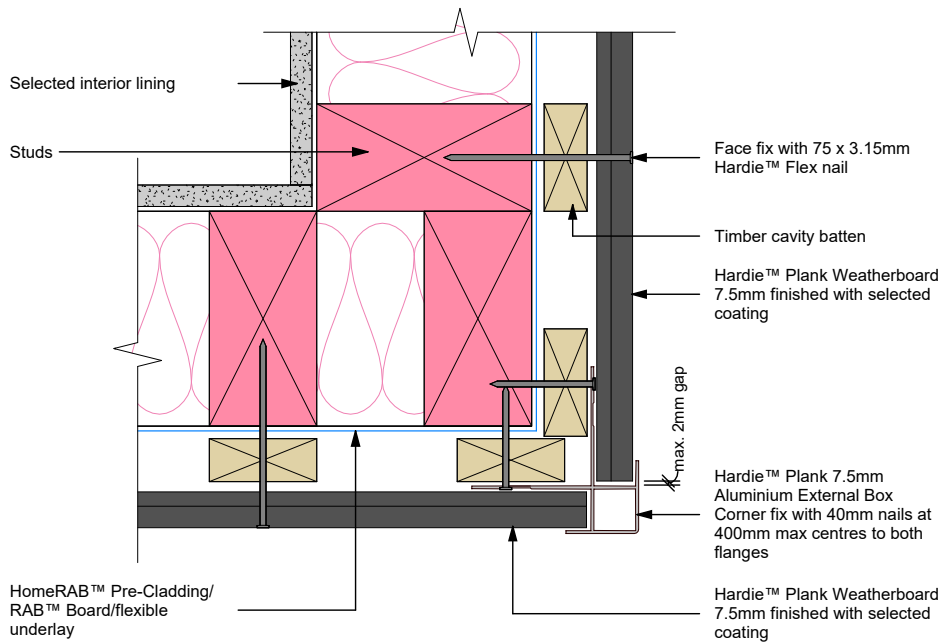 Selected interior lining
Studs
HomeRAB™ Pre-Cladding/
RAB™ Board/flexible
underlay
Face fix with 75 x 3.15mm
Hardie™ Flex nail
Timber cavity batten
Hardie™ Plank Weatherboard
7.5mm finished with selected
coating
max. 2mm gap
Hardie™ Plank 7.5mm
Aluminium External Box
Corner fix with 40mm nails at
400mm max centres to both
flanges
Hardie™ Plank Weatherboard
7.5mm finished with selected
coating